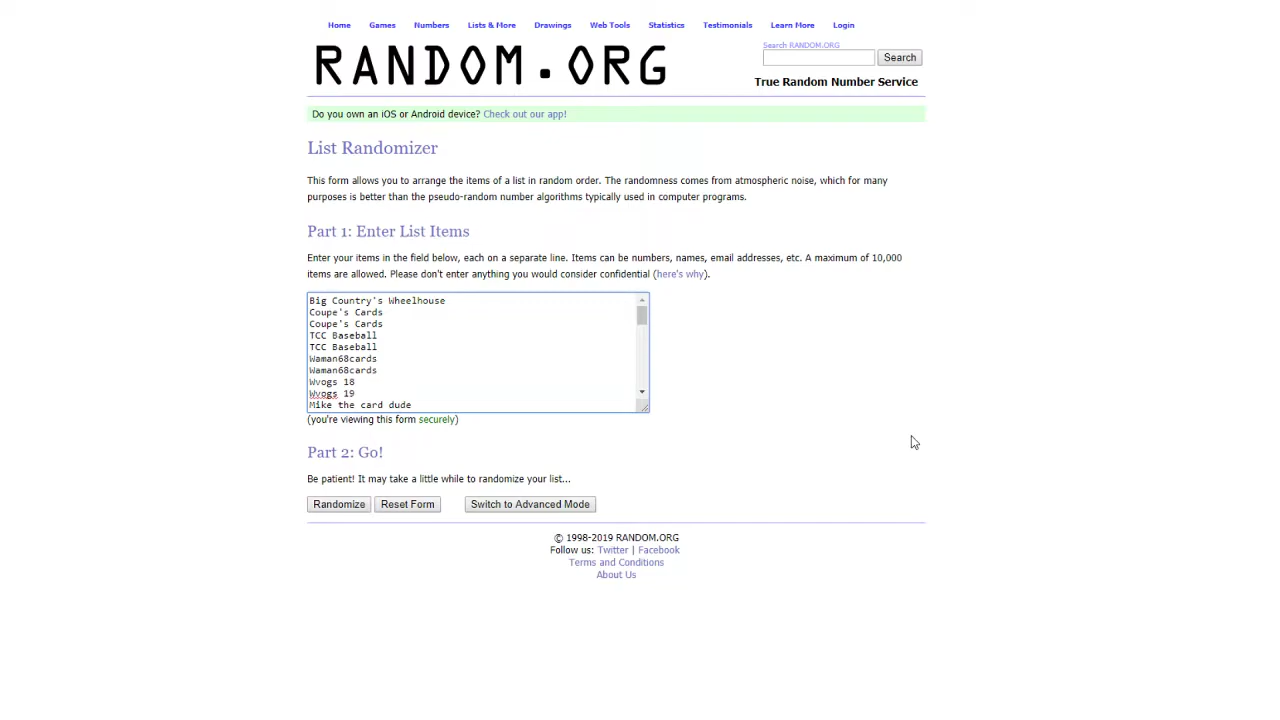 Home Games Numbers Lists & More Drawings Web Tools Statistics Testimonials Learn More Login
RANDOM.ORG
Search RANDOM.ORG
Search
True Random Number Service
Do you own an iOS or Android device? Check out our app!
List Randomizer
This form allows you to arrange the items of a list in random order. The randomness comes from atmospheric noise, which for many
purposes is better than the pseudo-random number algorithms typically used in computer programs.
Part 1: Enter List Items
Enter your items in the field below, each on a separate line. Items can be numbers, names, email addresses, etc. A maximum of 10,000
items are allowed. Please don't enter anything you would consider confidential (here's why).
Big Country's Wheelhouse
Coupe's Cards
Coupe's Cards
TCC Baseball
TCC Baseball
Waman68cards
Waman68cards
Wvogs 18
Wvogs 19
Mike the card dude
(you're viewing this form securely)
Part 2: Go!
Be patient! It may take a little while to randomize your list...
Randomize Reset Form Switch to Advanced Mode
© 1998-2019 RANDOM.ORG
Follow us: Twitter | Facebook
Terms and Conditions
About Us